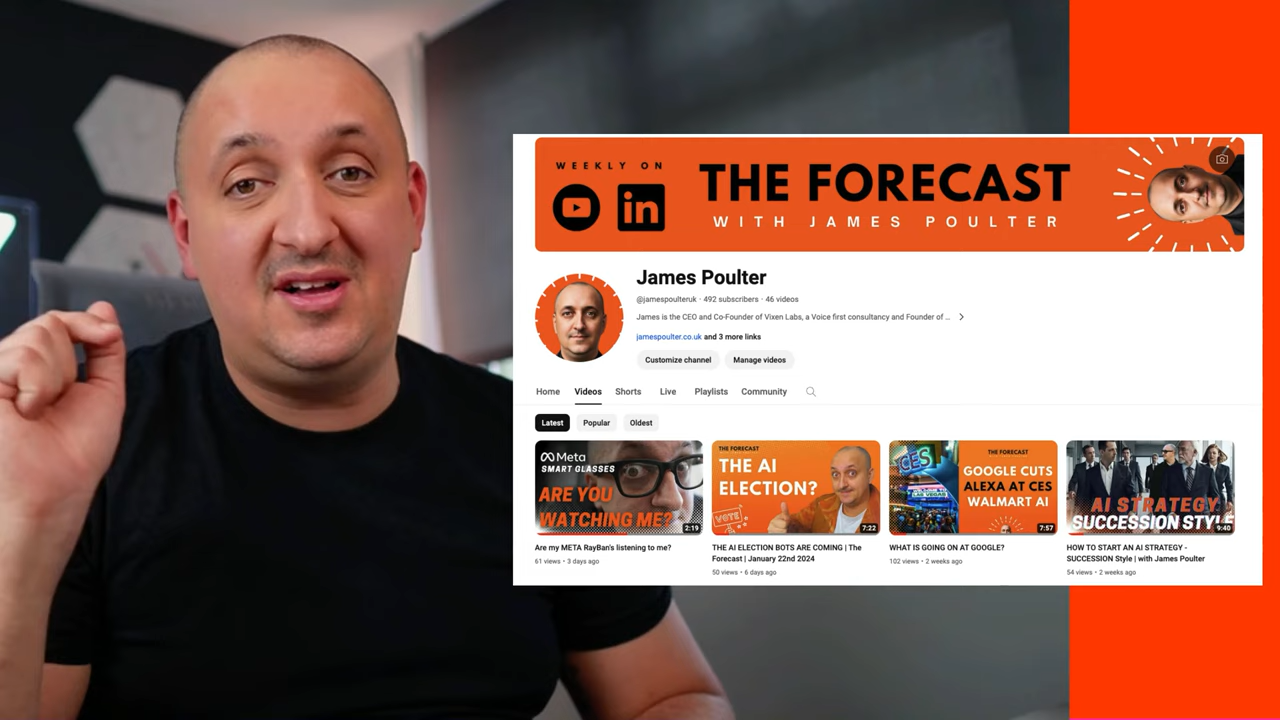 WEEKLY ON
THE FORECAST
WITH JAMES POULTER
in
James Poulter
@jamespoulteruk · 492 subscribers · 46 videos
James is the CEO and Co-Founder of Vixen Labs, a Voice first consultancy and Founder of ...
jamespoulter.co.uk and 3 more links
Customize channel
Manage videos
Home
Videos
Shorts
Live
Playlists
Community
Latest
Popular
Oldest
Meta
SMART GLASSES
ARE YOU
WATCHING ME?
2:19
Are my META RayBan's listening to me?
61 views · 3 days ago
THE FORECAST
THE AI
ELECTION?
VOTE
7:22
THE AI ELECTION BOTS ARE COMING | The
Forecast | January 22nd 2024
50 views · 6 days ago
CES
THE FORECAST
GOOGLE CUTS
ALEXA AT CES
WALMART AI
7:57
WHAT IS GOING ON AT GOOGLE?
102 views · 2 weeks ago
AI STRATEGY
SUCCESSION STYLE
9:40
HOW TO START AN AI STRATEGY -
SUCCESSION Style | with James Poulter
54 views · 2 weeks ago